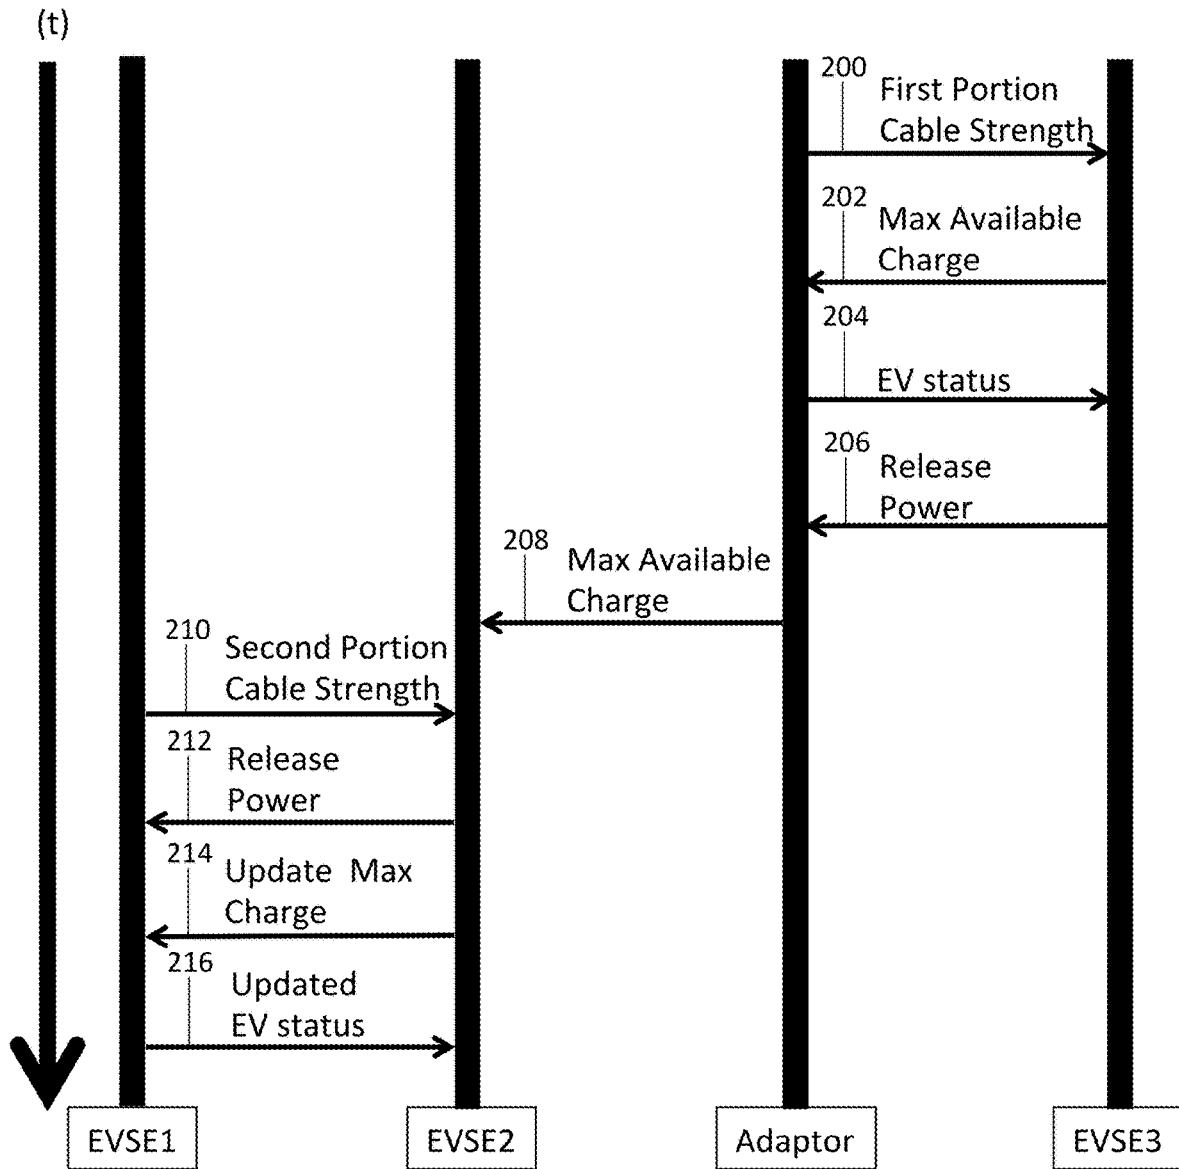 (t)
200
First Portion
Cable Strength
202
Max Available
Charge
204
EV status
206
Release
Power
208
Max Available
Charge
210
Second Portion
Cable Strength
212
Release
Power
214
Update Max
Charge
216
Updated
EV status
EVSE1
EVSE2
Adaptor
EVSE3